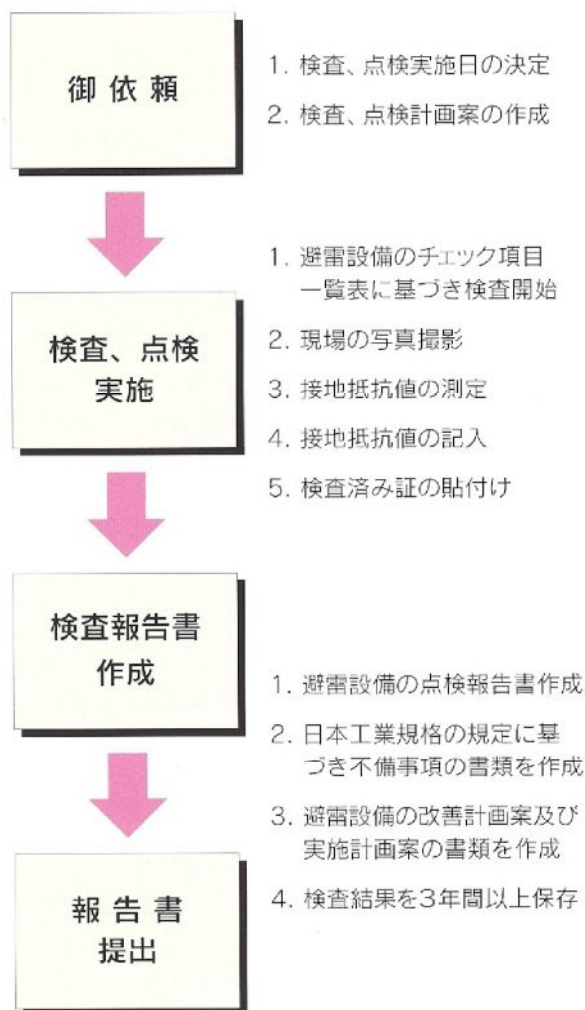 御依頼
1. 検査、点検実施日の決定
2. 検査、点検計画案の作成
検査、点検
実施
1. 避雷設備のチェック項目
一覧表に基づき検査開始
2. 現場の写真撮影
3. 接地抵抗値の測定
4. 接地抵抗値の記入
5. 検査済み証の貼付け
検査報告書
作成
1. 避雷設備の点検報告書作成
2. 日本工業規格の規定に基
づき不備事項の書類を作成
3. 避雷設備の改善計画案及び
実施計画案の書類を作成
4. 検査結果を3年間以上保存
報告書
提出